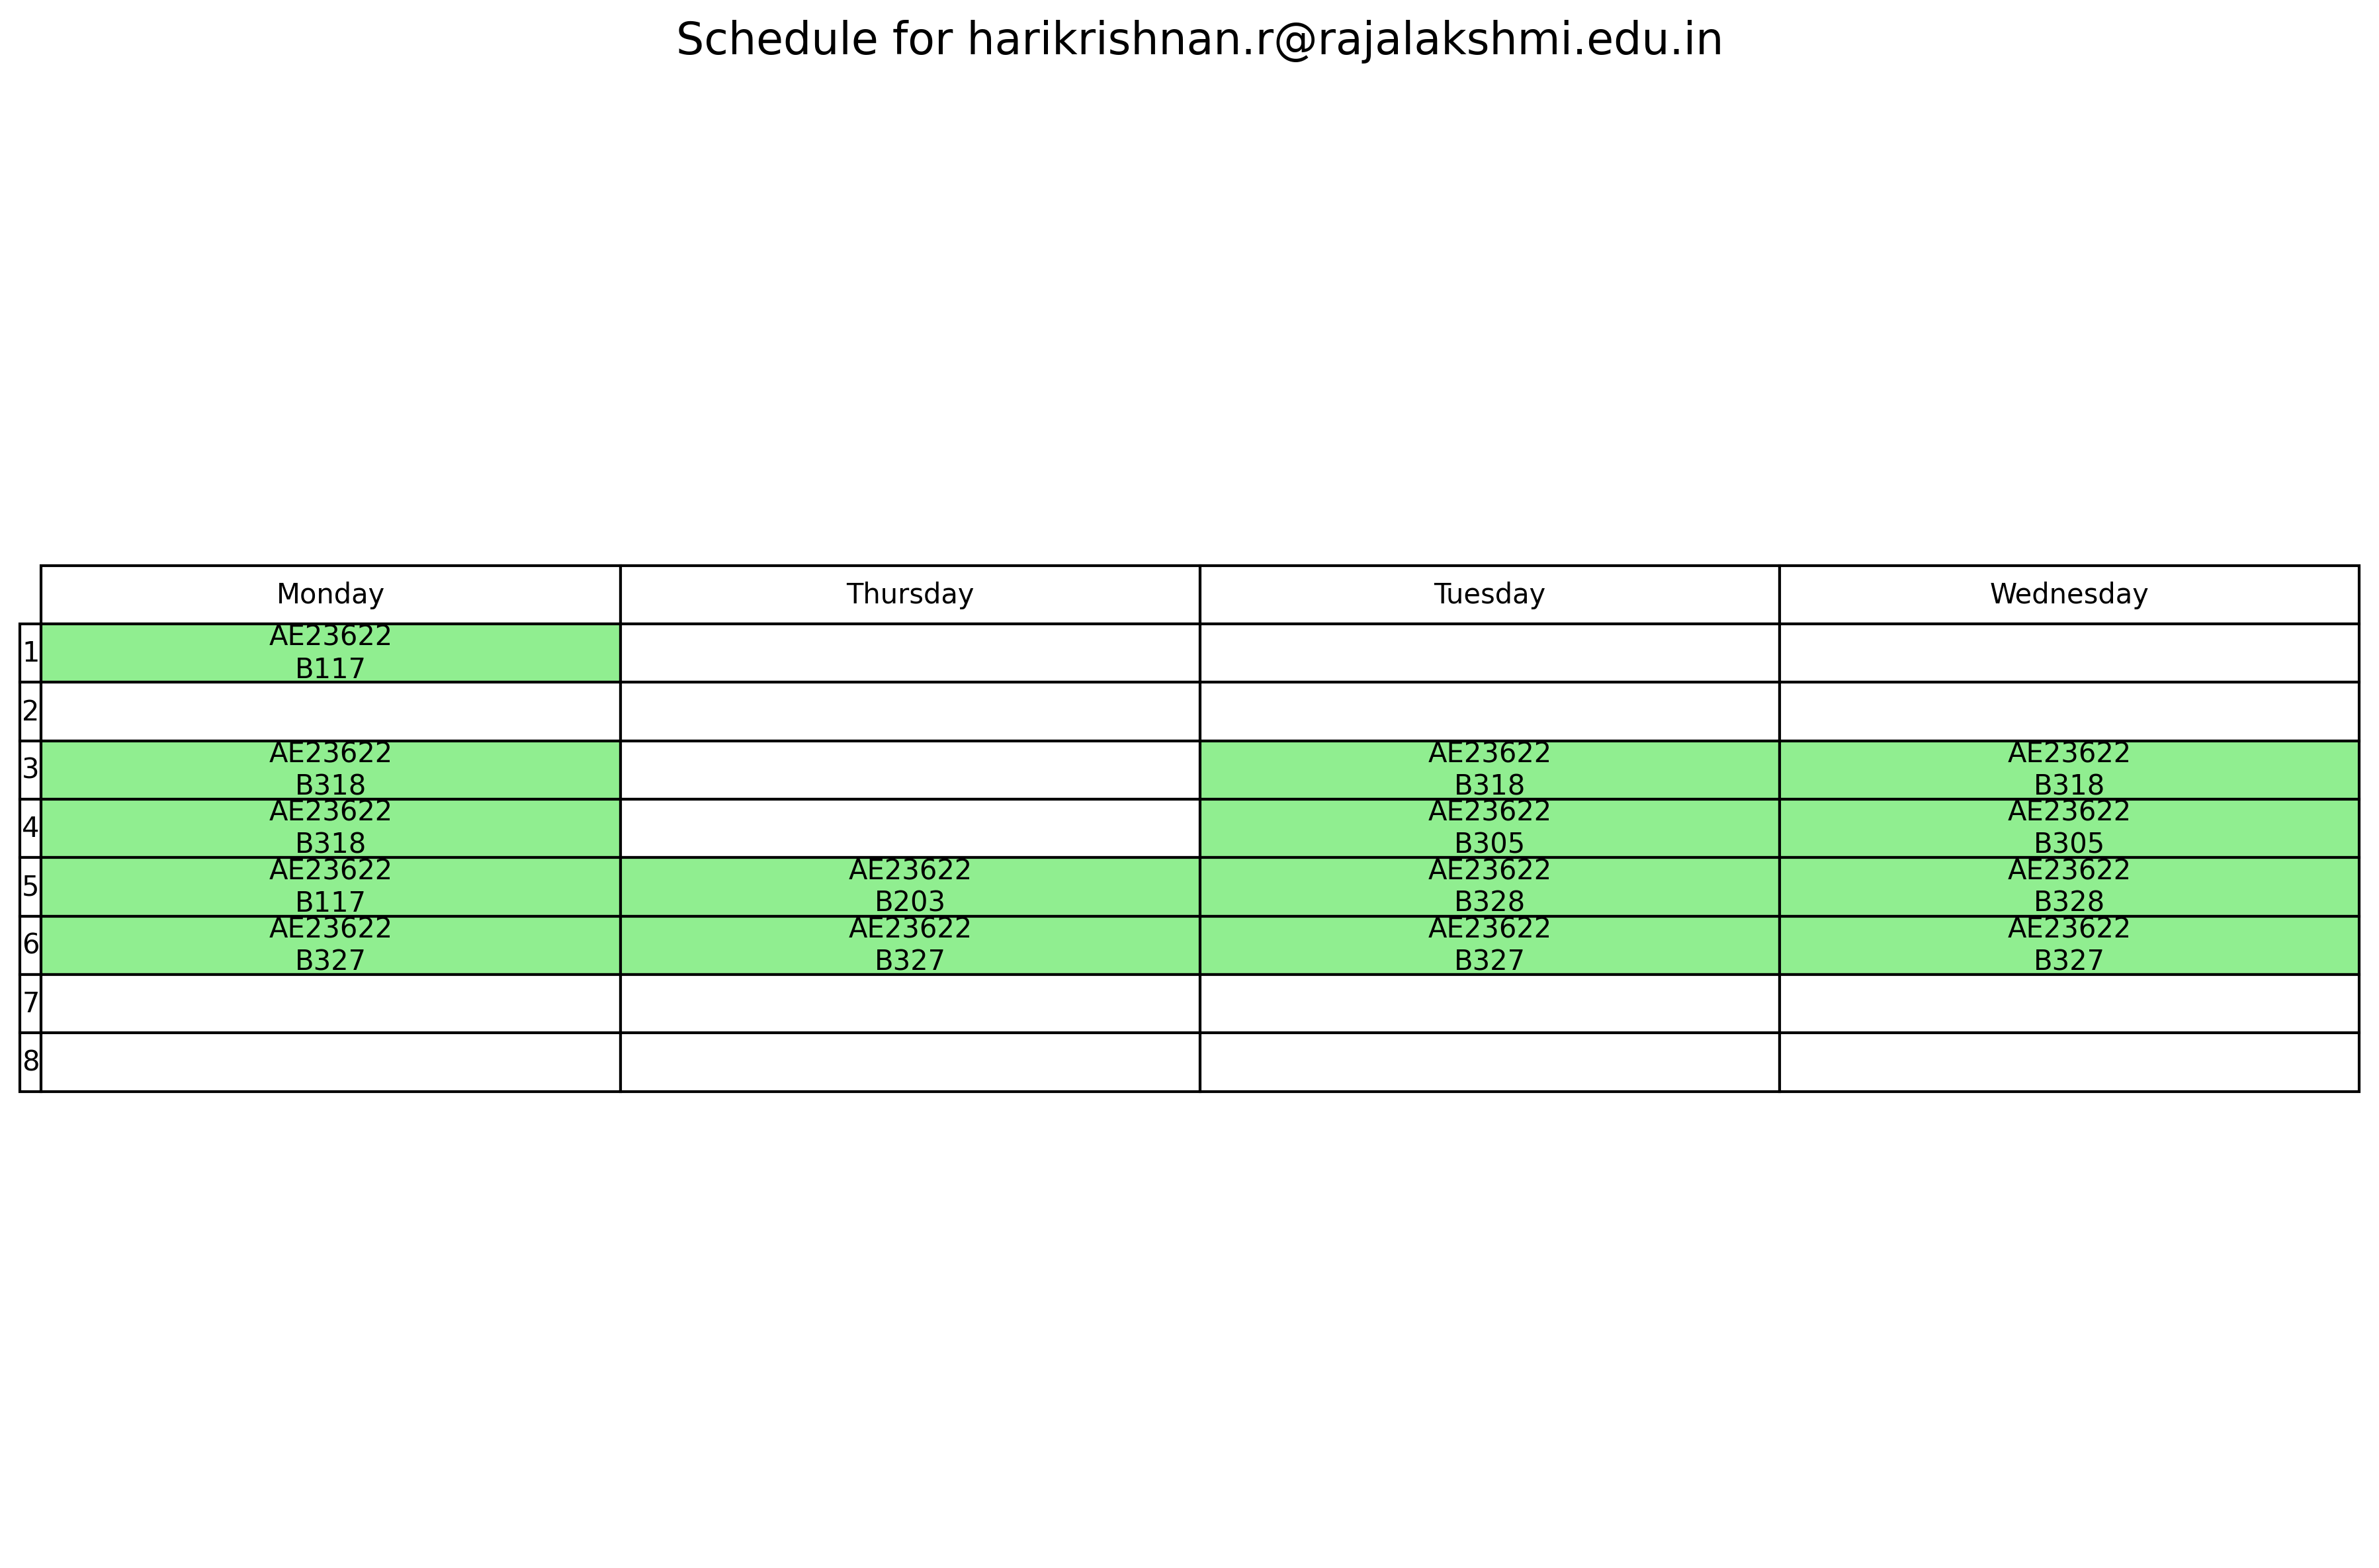 Schedule for harikrishnan.r@rajalakshmi.edu.in
Monday Thursday Tuesday Wednesday
1 AE23622
B117
2
3 AE23622 AE23622 AE23622
B318 B318 B318
4 AE23622 AE23622 AE23622
B318 B305 B305
5 AE23622 AE23622 AE23622 AE23622
B117 B203 B328 B328
6 AE23622 AE23622 AE23622 AE23622
B327 B327 B327 B327
7
8